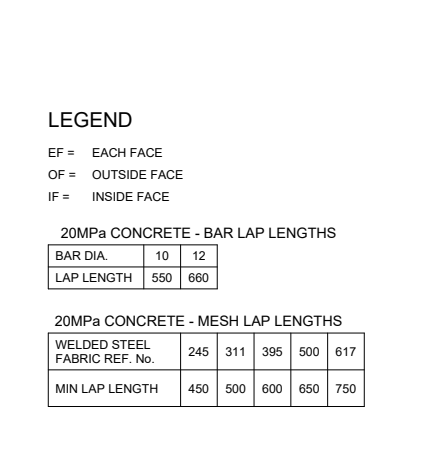 LEGEND
EF = EACH FACE
OF = OUTSIDE FACE
IF = INSIDE FACE
20MPa CONCRETE - BAR LAP LENGTHS
BAR DIA. 10 12
LAP LENGTH 550 660
20MPa CONCRETE - MESH LAP LENGTHS
WELDED STEEL
FABRIC REF. No. 245 311 395 500 617
MIN LAP LENGTH 450 500 600 650 750